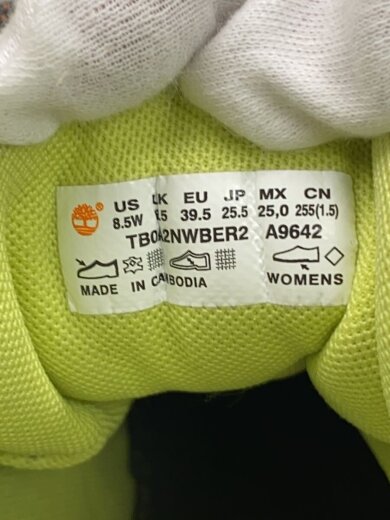 US UK EU JP MX CN
8.5W 6.5 39.5 25.5 25,0 255(1.5)
TB0A2NWBER2 A9642
MADE IN CAMBODIA WOMENS